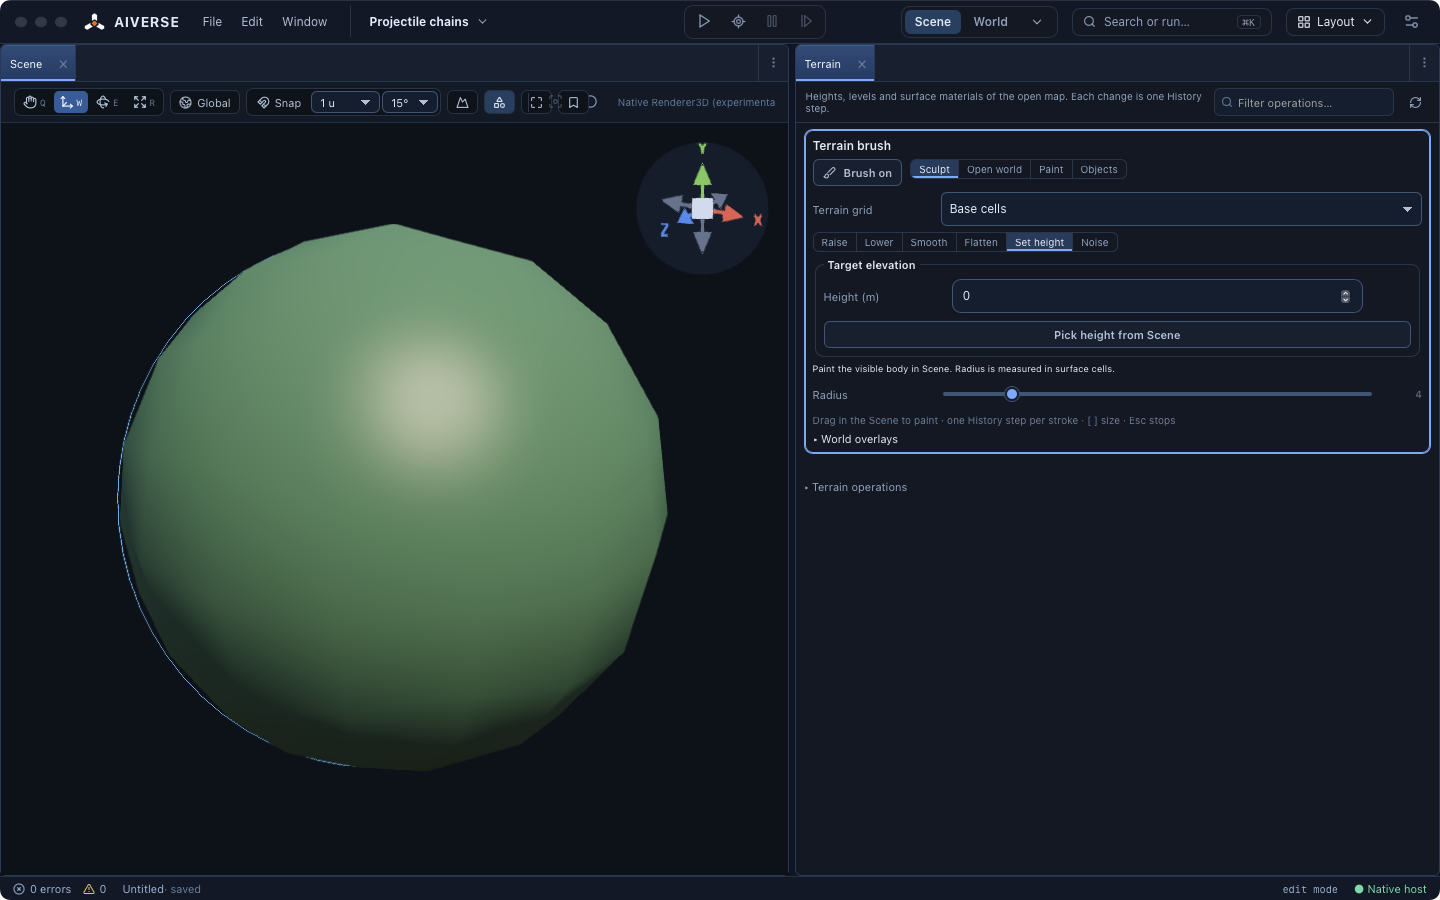 AIVERSE File Edit Window Projectile chains Scene World Search or run... ⌘K Layout
Scene
Terrain
Q W E R Global Snap 1 u 15° Native Renderer3D (experimenta
Heights, levels and surface materials of the open map. Each change is one History
step.
Filter operations...
Y
X
Z
Terrain brush
Brush on Sculpt Open world Paint Objects
Terrain grid Base cells
Raise Lower Smooth Flatten Set height Noise
Target elevation
Height (m) 0
Pick height from Scene
Paint the visible body in Scene. Radius is measured in surface cells.
Radius 4
Drag in the Scene to paint · one History step per stroke · [ ] size · Esc stops
World overlays
Terrain operations
0 errors 0 Untitled · saved edit mode Native host